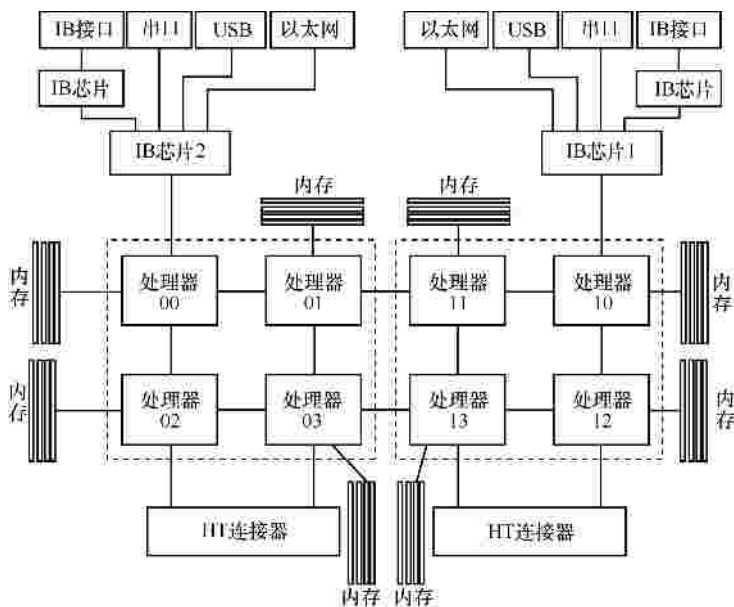 IB接口 串口 USB 以太网 以太网 USB 串口 IB接口
IB芯片 IB芯片
IB芯片2 IB芯片1
内存 内存
内存 处理器 处理器 处理器 处理器 内存
00 01 11 10
内存 处理器 处理器 处理器 处理器 内存
02 03 13 12
HT连接器 HT连接器
内存 内存